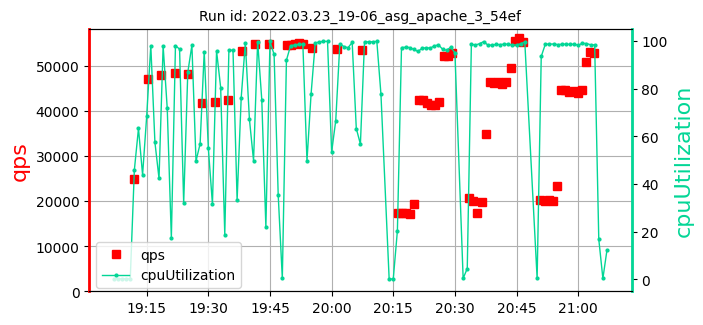 Run id: 2022.03.23_19-06_asg_apache_3_54ef
qps
50000
40000
30000
20000
10000
0
100
80
60
40
20
0
cpuUtilization
qps
cpuUtilization
19:15 19:30 19:45 20:00 20:15 20:30 20:45 21:00